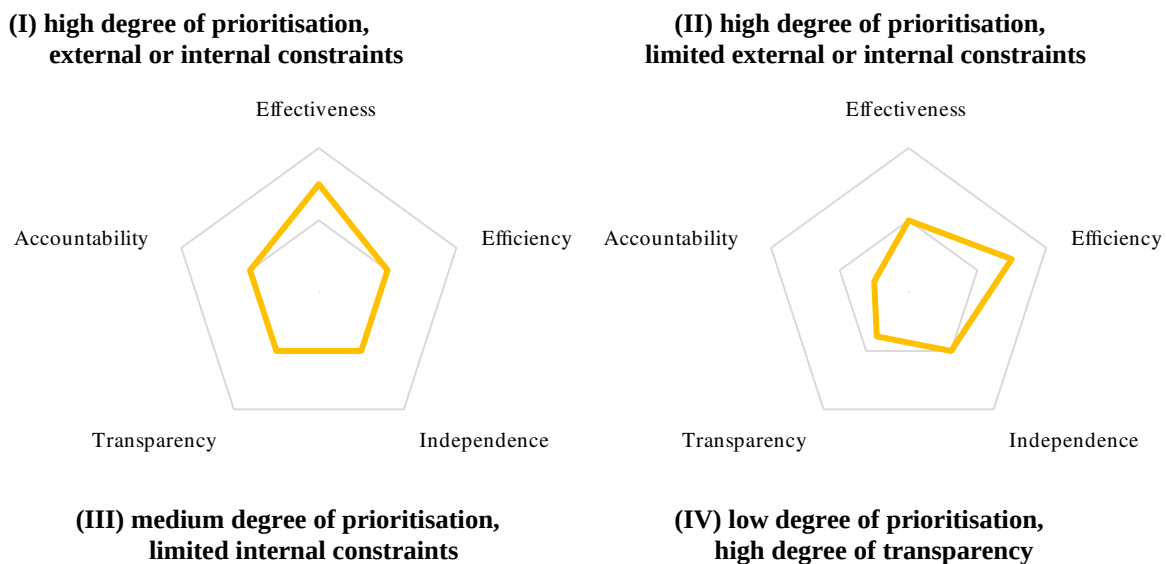 (I) high degree of prioritisation,
external or internal constraints
Effectiveness
Accountability
Efficiency
Transparency
Independence
(II) high degree of prioritisation,
limited external or internal constraints
Effectiveness
Accountability
Efficiency
Transparency
Independence
(III) medium degree of prioritisation,
limited internal constraints
(IV) low degree of prioritisation,
high degree of transparency